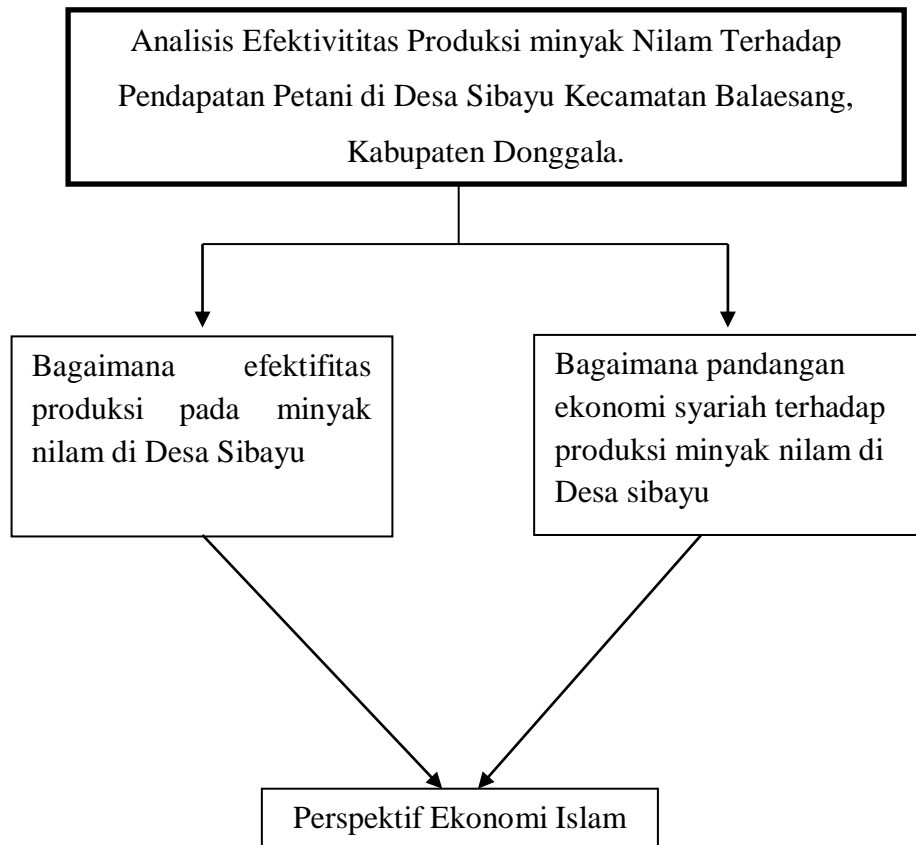 Analisis Efektivititas Produksi minyak Nilam Terhadap
Pendapatan Petani di Desa Sibayu Kecamatan Balaesang,
Kabupaten Donggala.
Bagaimana efektifitas
produksi pada minyak
nilam di Desa Sibayu
Bagaimana pandangan
ekonomi syariah terhadap
produksi minyak nilam di
Desa sibayu
Perspektif Ekonomi Islam